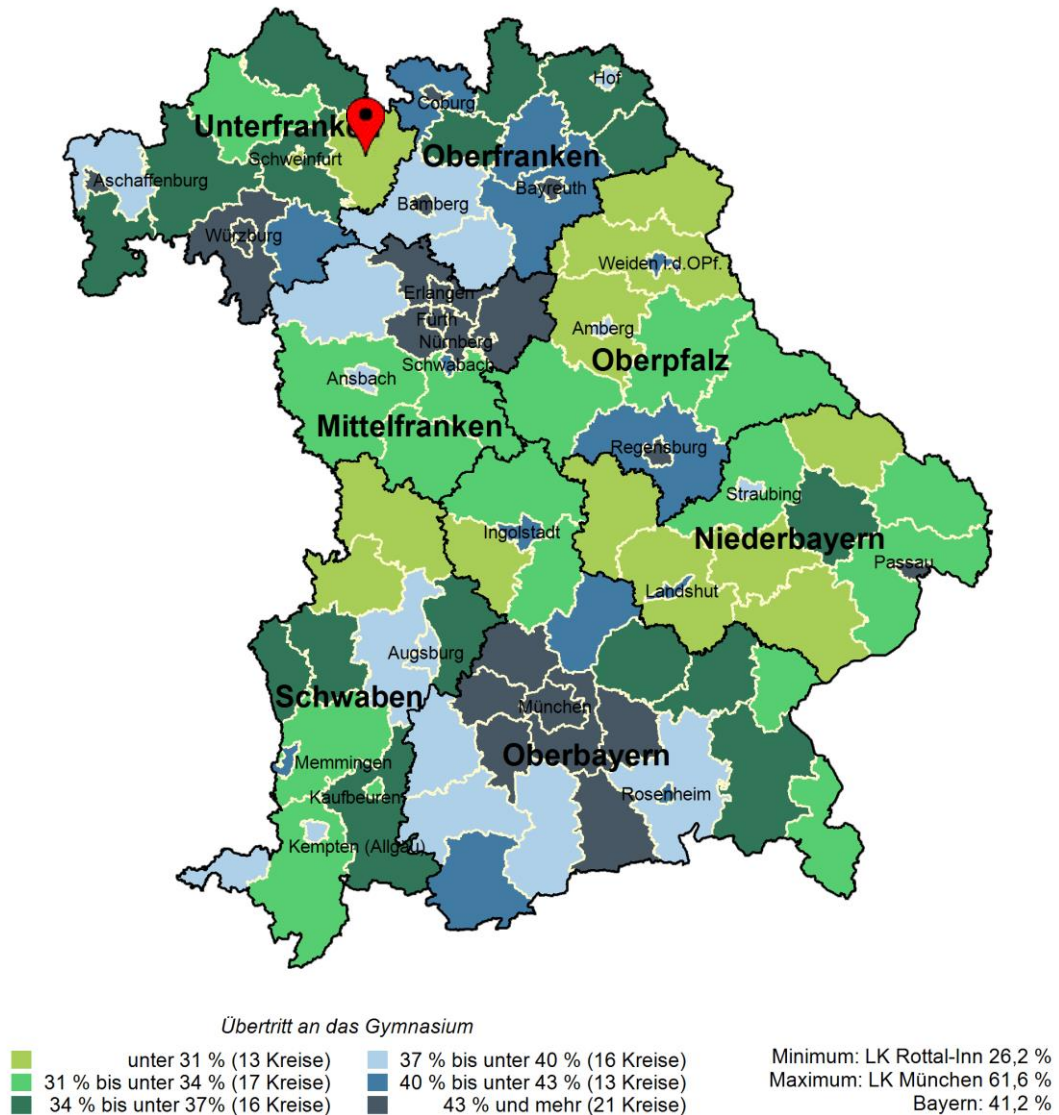 Hof
Coburg
Unterfranke
Schweinfurt
Oberfranken
Aschaffenburg
Bayreuth
Bamberg
Würzburg
Weiden i.d.OPf.
Erlangen
Fürth
Amberg
Nürnberg
Oberpfalz
Schwabach
Ansbach
Mittelfranken
Regensburg
Straubing
Ingolstadt
Niederbayern
Passau
Landshut
Augsburg
Schwaben
München
Oberbayern
Memmingen
Kaufbeuren
Rosenheim
Kempten (Allgäu)
Übertritt an das Gymnasium
unter 31 % (13 Kreise)
31 % bis unter 34 % (17 Kreise)
34 % bis unter 37% (16 Kreise)
37 % bis unter 40 % (16 Kreise)
40 % bis unter 43 % (13 Kreise)
43 % und mehr (21 Kreise)
Minimum: LK Rottal-Inn 26,2 %
Maximum: LK München 61,6 %
Bayern: 41,2 %